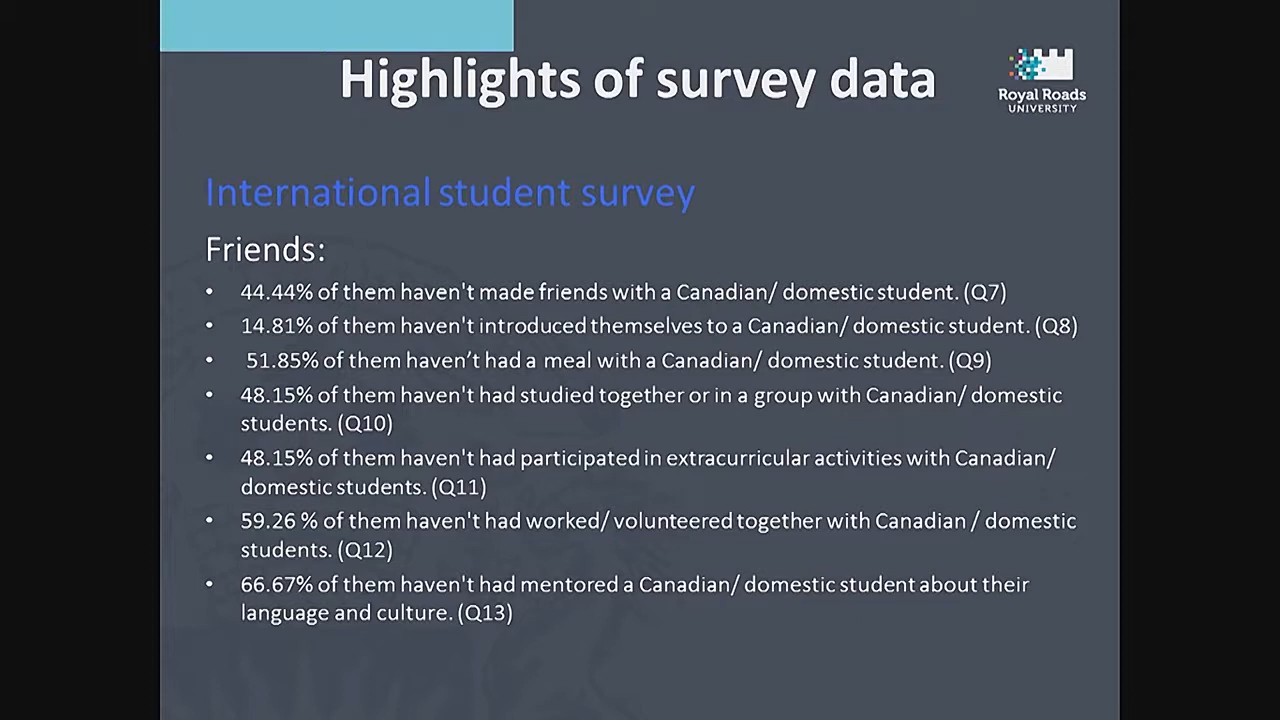 Highlights of survey data
Royal Roads
UNIVERSITY
International student survey
Friends:
• 44.44% of them haven't made friends with a Canadian/ domestic student. (Q7)
• 14.81% of them haven't introduced themselves to a Canadian/ domestic student. (Q8)
• 51.85% of them haven’t had a meal with a Canadian/ domestic student. (Q9)
• 48.15% of them haven't had studied together or in a group with Canadian/ domestic
students. (Q10)
• 48.15% of them haven't had participated in extracurricular activities with Canadian/
domestic students. (Q11)
• 59.26 % of them haven't had worked/ volunteered together with Canadian / domestic
students. (Q12)
• 66.67% of them haven't had mentored a Canadian/ domestic student about their
language and culture. (Q13)